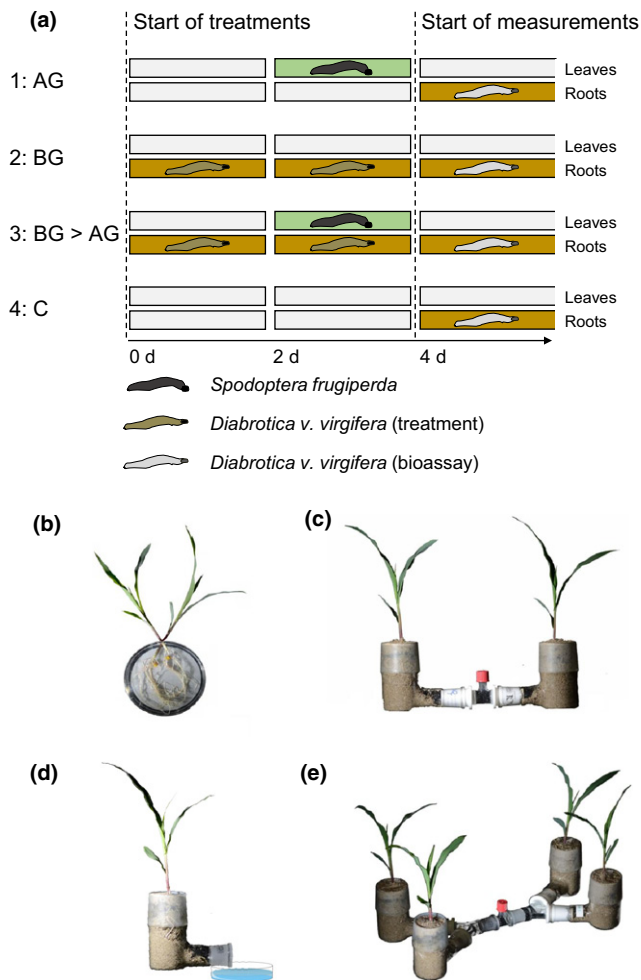 (a)
Start of treatments Start of measurements
1: AG
Leaves
Roots
2: BG
Leaves
Roots
3: BG > AG
Leaves
Roots
4: C
Leaves
Roots
0 d 2 d 4 d
Spodoptera frugiperda
Diabrotica v. virgifera (treatment)
Diabrotica v. virgifera (bioassay)
(b) (c)
(d) (e)